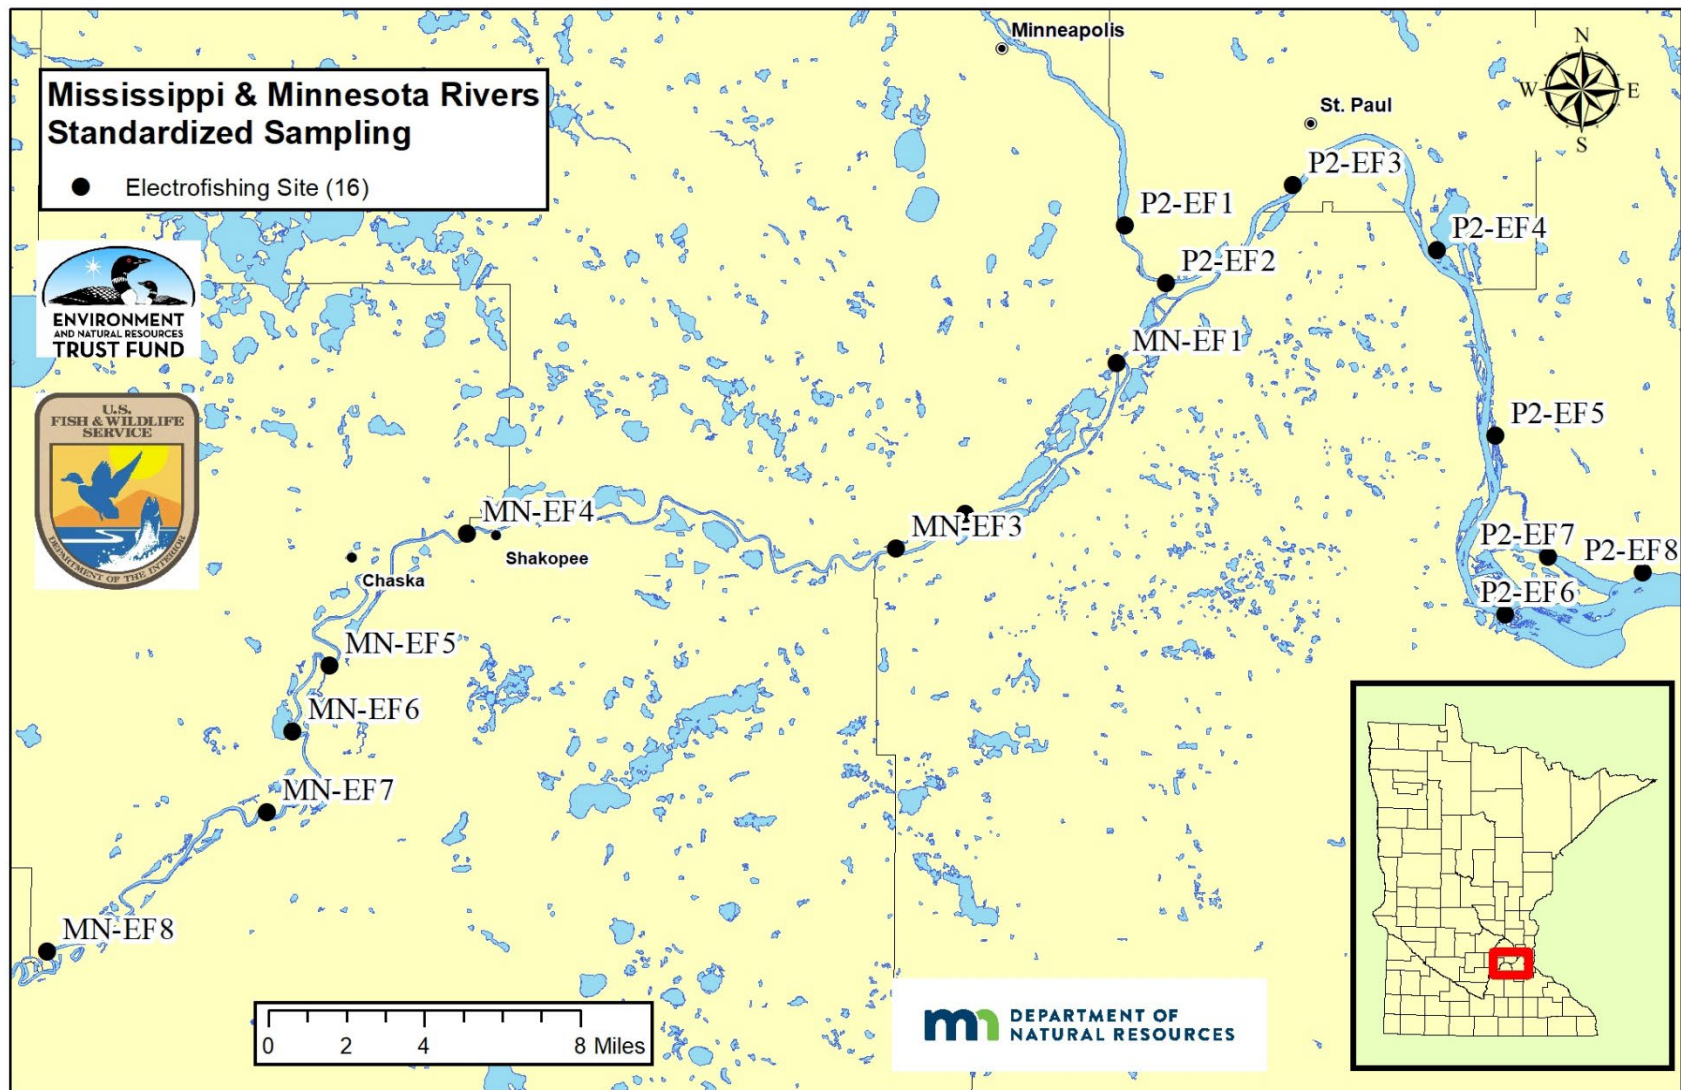 Mississippi & Minnesota Rivers
Standardized Sampling
Electrofishing Site (16)
ENVIRONMENT
AND NATURAL RESOURCES
TRUST FUND
U.S.
FISH & WILDLIFE
SERVICE
DEPARTMENT OF THE INTERIOR
Minneapolis
St. Paul
N
W
E
S
P2-EF3
P2-EF1
P2-EF4
P2-EF2
MN-EF1
P2-EF5
MN-EF4
MN-EF3
P2-EF7
P2-EF8
Shakopee
Chaska
P2-EF6
MN-EF5
MN-EF6
MN-EF7
MN-EF8
0 2 4 8 Miles
mn DEPARTMENT OF
NATURAL RESOURCES